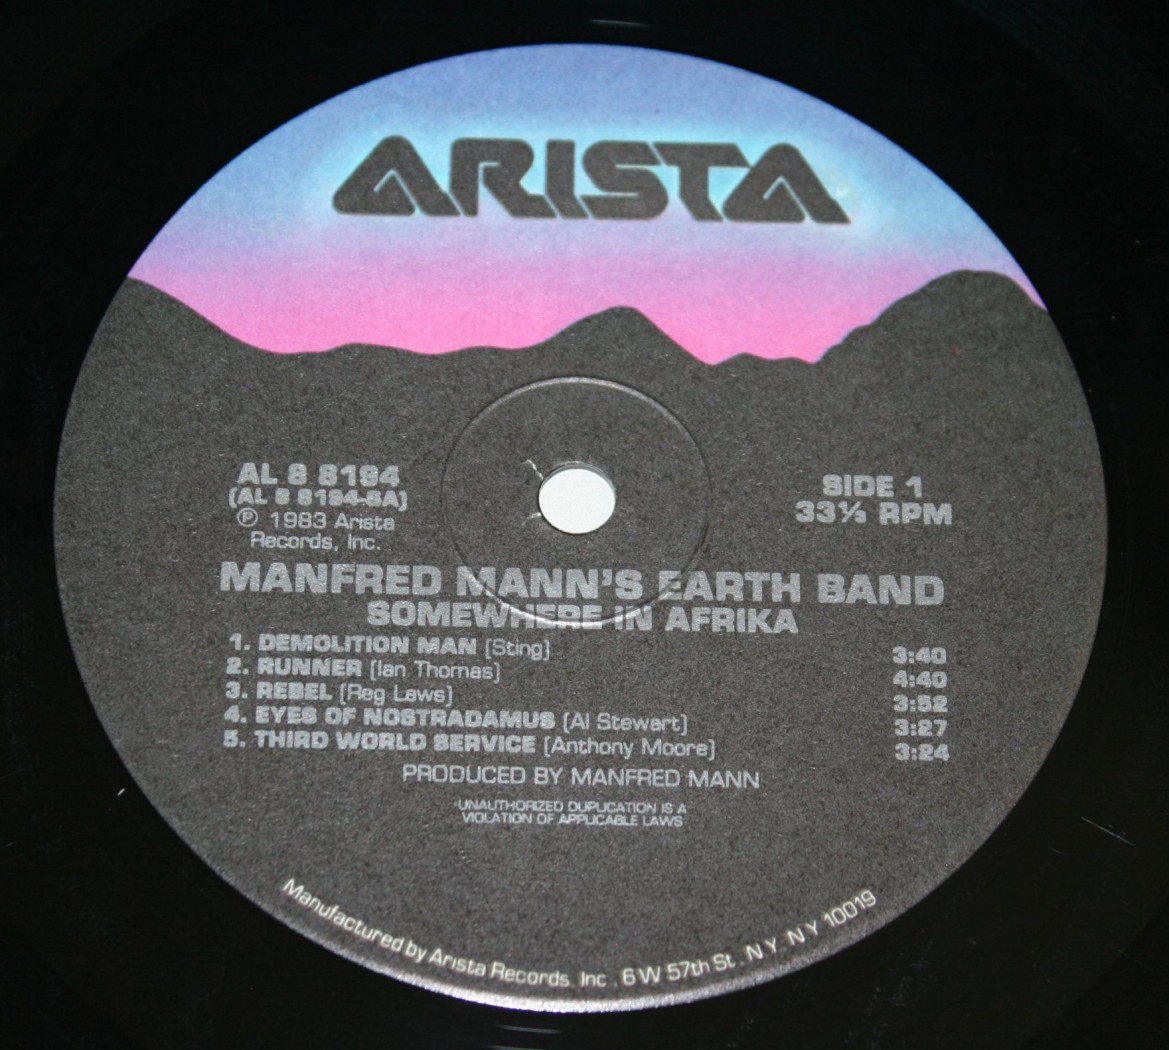 ARISTA
AL 8 8194
(AL 8 8194-SA)
Ⓟ 1983 Arista
Records, Inc.
SIDE 1
33⅓ RPM
MANFRED MANN'S EARTH BAND
SOMEWHERE IN AFRIKA
1. DEMOLITION MAN (Sting) 3:40
2. RUNNER (Ian Thomas) 4:40
3. REBEL (Reg Laws) 3:52
4. EYES OF NOSTRADAMUS (Al Stewart) 3:27
5. THIRD WORLD SERVICE (Anthony Moore) 3:24
PRODUCED BY MANFRED MANN
UNAUTHORIZED DUPLICATION IS A
VIOLATION OF APPLICABLE LAWS
Manufactured by Arista Records, Inc., 6 W 57th St., N.Y. N.Y. 10019